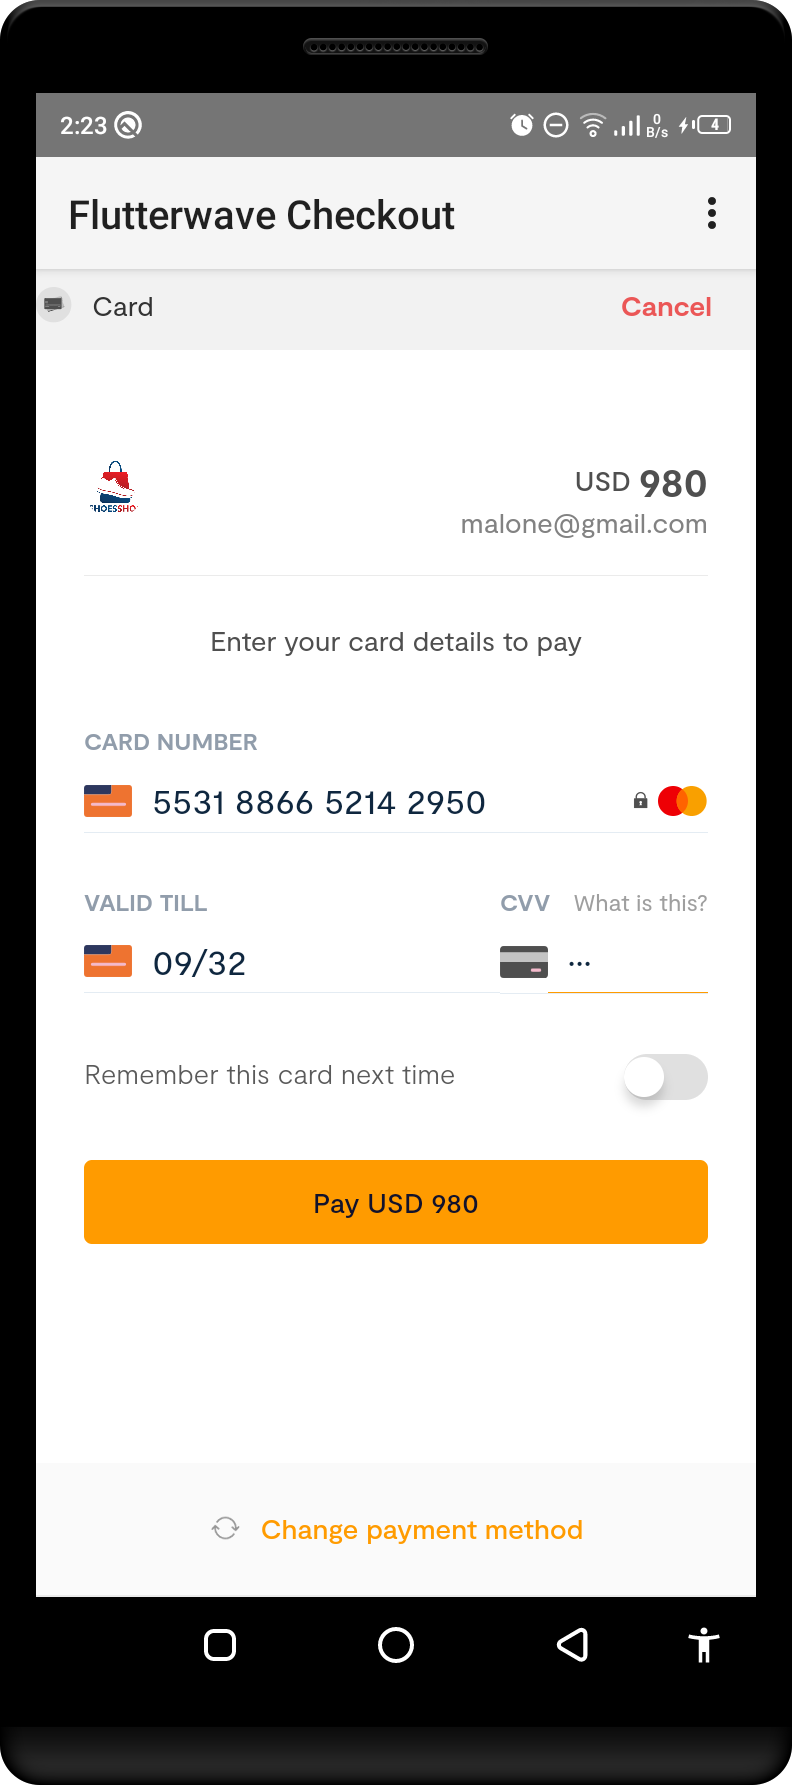 2:23 0 B/s 4
Flutterwave Checkout
Card Cancel
USD 980
HOESSHO
malone@gmail.com
Enter your card details to pay
CARD NUMBER
5531 8866 5214 2950
VALID TILL CVV What is this?
09/32 ...
Remember this card next time
Pay USD 980
Change payment method